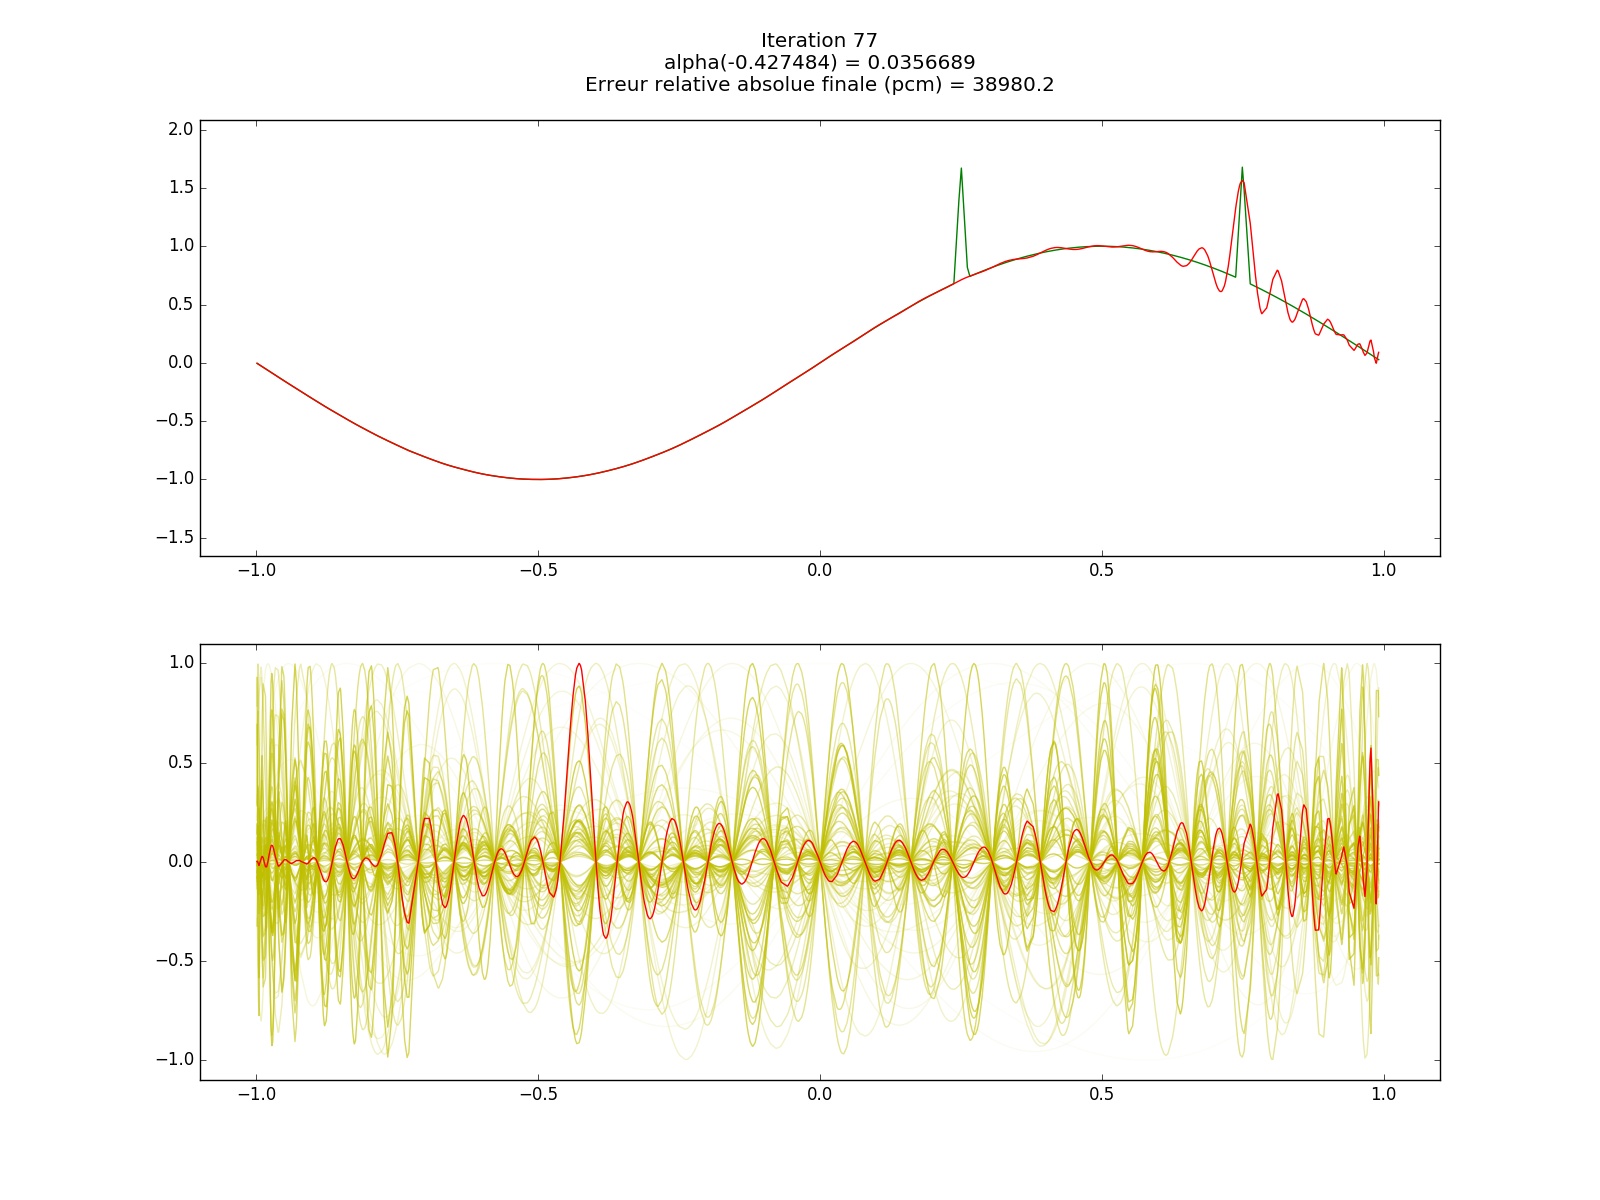 Iteration 77
alpha(-0.427484) = 0.0356689
Erreur relative absolue finale (pcm) = 38980.2
2.0
1.5
1.0
0.5
0.0
−0.5
−1.0
−1.5
−1.0 −0.5 0.0 0.5 1.0
1.0
0.5
0.0
−0.5
−1.0
−1.0 −0.5 0.0 0.5 1.0